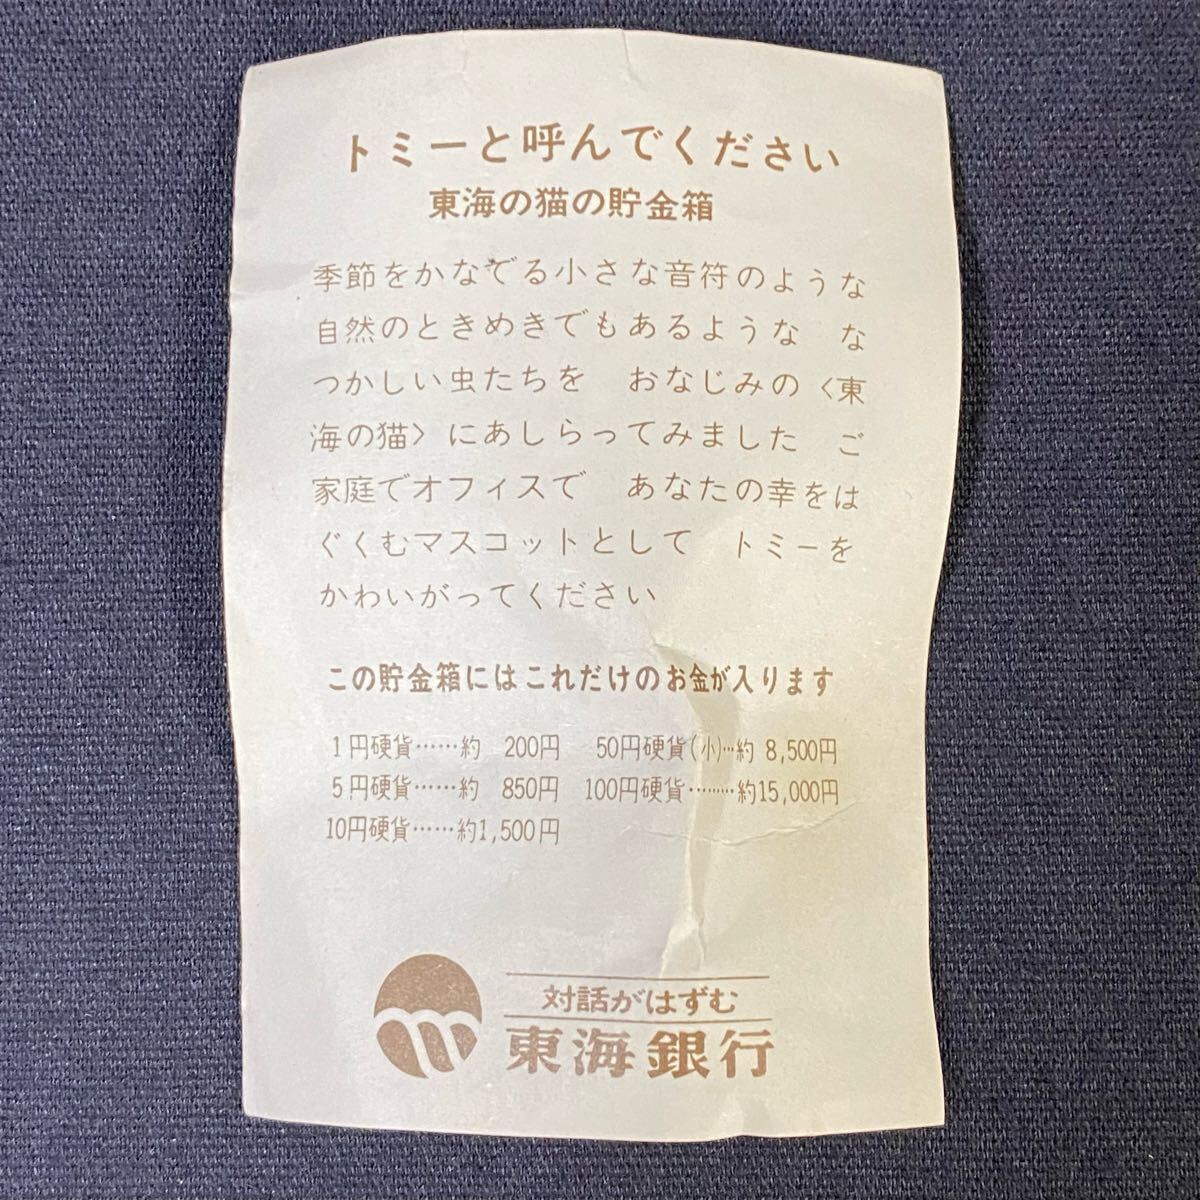 トミーと呼んでください
東海の猫の貯金箱
季節をかなでる小さな音符のような
自然のときめきでもあるような　な
つかしい虫たちを　おなじみの〈東
海の猫〉にあしらってみました　ご
家庭でオフィスで　あなたの幸をは
ぐくむマスコットとして　トミーを
かわいがってください
この貯金箱にはこれだけのお金が入ります
1円硬貨……約　200円　50円硬貨(小)…約 8,500円
5円硬貨……約　850円　100円硬貨………約15,000円
10円硬貨……約1,500円
対話がはずむ
東海銀行